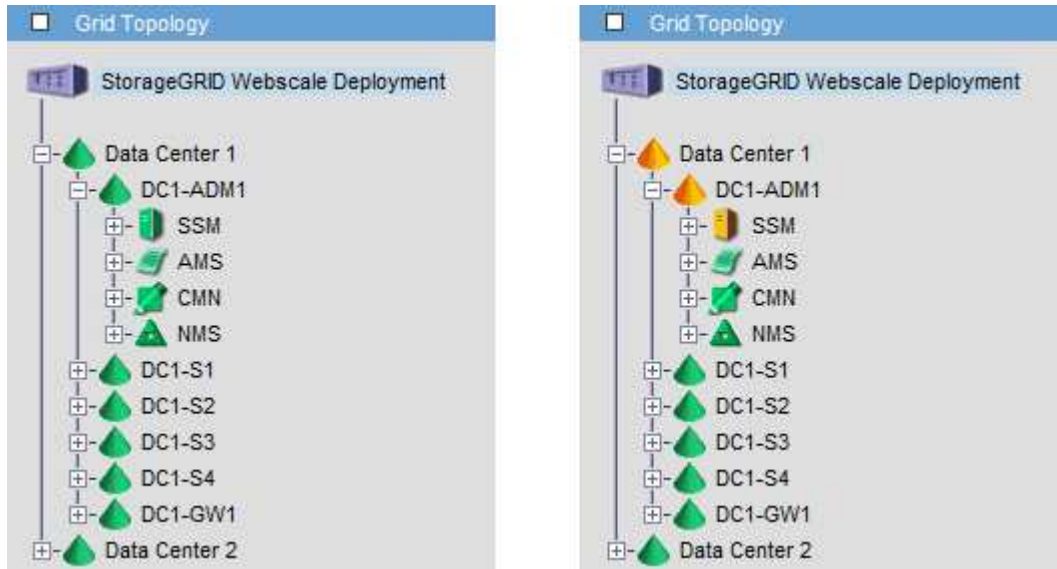 Grid Topology
StorageGRID Webscale Deployment
Data Center 1
DC1-ADM1
SSM
AMS
CMN
NMS
DC1-S1
DC1-S2
DC1-S3
DC1-S4
DC1-GW1
Data Center 2
Grid Topology
StorageGRID Webscale Deployment
Data Center 1
DC1-ADM1
SSM
AMS
CMN
NMS
DC1-S1
DC1-S2
DC1-S3
DC1-S4
DC1-GW1
Data Center 2